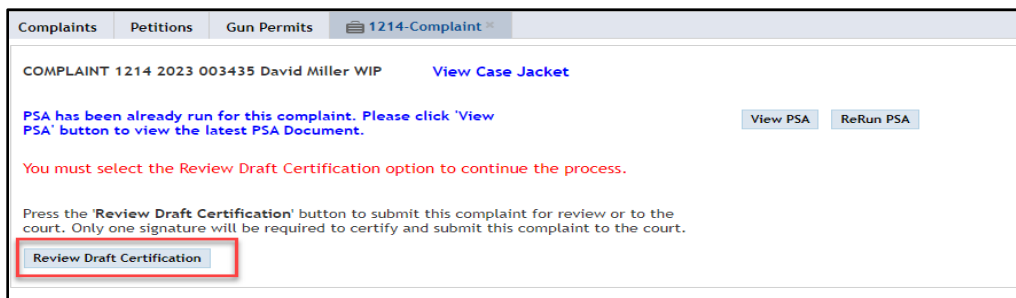 Complaints Petitions Gun Permits 1214-Complaint ×
COMPLAINT 1214 2023 003435 David Miller WIP View Case Jacket
PSA has been already run for this complaint. Please click 'View
PSA' button to view the latest PSA Document.
View PSA ReRun PSA
You must select the Review Draft Certification option to continue the process.
Press the 'Review Draft Certification' button to submit this complaint for review or to the
court. Only one signature will be required to certify and submit this complaint to the court.
Review Draft Certification